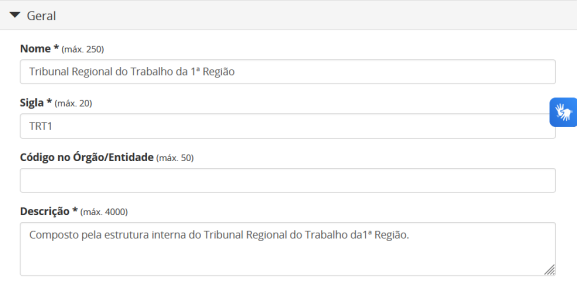 Geral
Nome * (máx. 250)
Tribunal Regional do Trabalho da 1ª Região
Sigla * (máx. 20)
TRT1
Código no Órgão/Entidade (máx. 50)
Descrição * (máx. 4000)
Composto pela estrutura interna do Tribunal Regional do Trabalho da1ª Região.